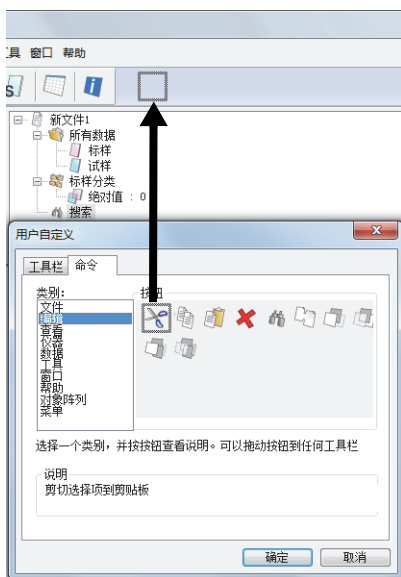 工具 窗口 帮助
新文件1
所有数据
标样
试样
标样分类
绝对值 : 0
搜索
用户自定义
工具栏 命令
类别:
按钮
文件
编辑
查看
仪器
数据
工具
窗口
帮助
对象阵列
菜单
选择一个类别，并按按钮查看说明。可以拖动按钮到任何工具栏
说明
剪切选择项到剪贴板
确定 取消